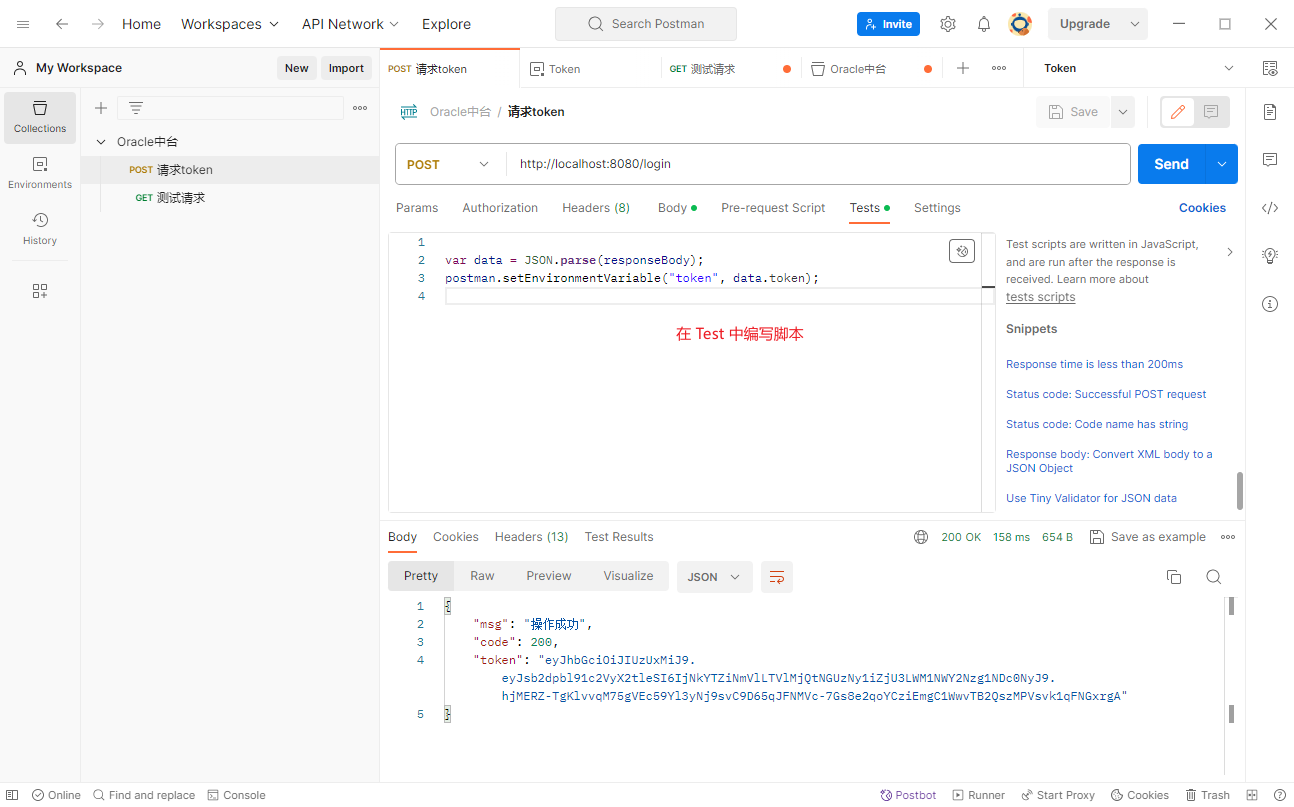 Home Workspaces API Network Explore Search Postman Invite Upgrade
My Workspace New Import POST 请求token Token GET 测试请求 Oracle中台 Token
Collections
Environments
History
Oracle中台
POST 请求token
GET 测试请求
HTTP Oracle中台 / 请求token Save
POST http://localhost:8080/login Send
Params Authorization Headers (8) Body Pre-request Script Tests Settings Cookies
1
2 var data = JSON.parse(responseBody);
3 postman.setEnvironmentVariable("token", data.token);
4
在 Test 中编写脚本
Test scripts are written in JavaScript,
and are run after the response is
received. Learn more about
tests scripts
Snippets
Response time is less than 200ms
Status code: Successful POST request
Status code: Code name has string
Response body: Convert XML body to a
JSON Object
Use Tiny Validator for JSON data
Body Cookies Headers (13) Test Results 200 OK 158 ms 654 B Save as example
Pretty Raw Preview Visualize JSON
1 {
2 "msg": "操作成功",
3 "code": 200,
4 "token": "eyJhbGciOiJIUzUxMiJ9.
eyJsb2dpbl91c2VyX2tleSI6IjNkYTZiNmVlLTVlMjQtNGUzNy1iZjU3LWM1NWY2Nzg1NDc0NyJ9.
hjMERZ-TgKlvvqM75gVEc59Yl3yNj9svC9D65qJFNMVc-7Gs8e2qoYCziEmgC1WwvTB2QszMPVsvk1qFNGxrgA"
5 }
Online Find and replace Console Postbot Runner Start Proxy Cookies Trash